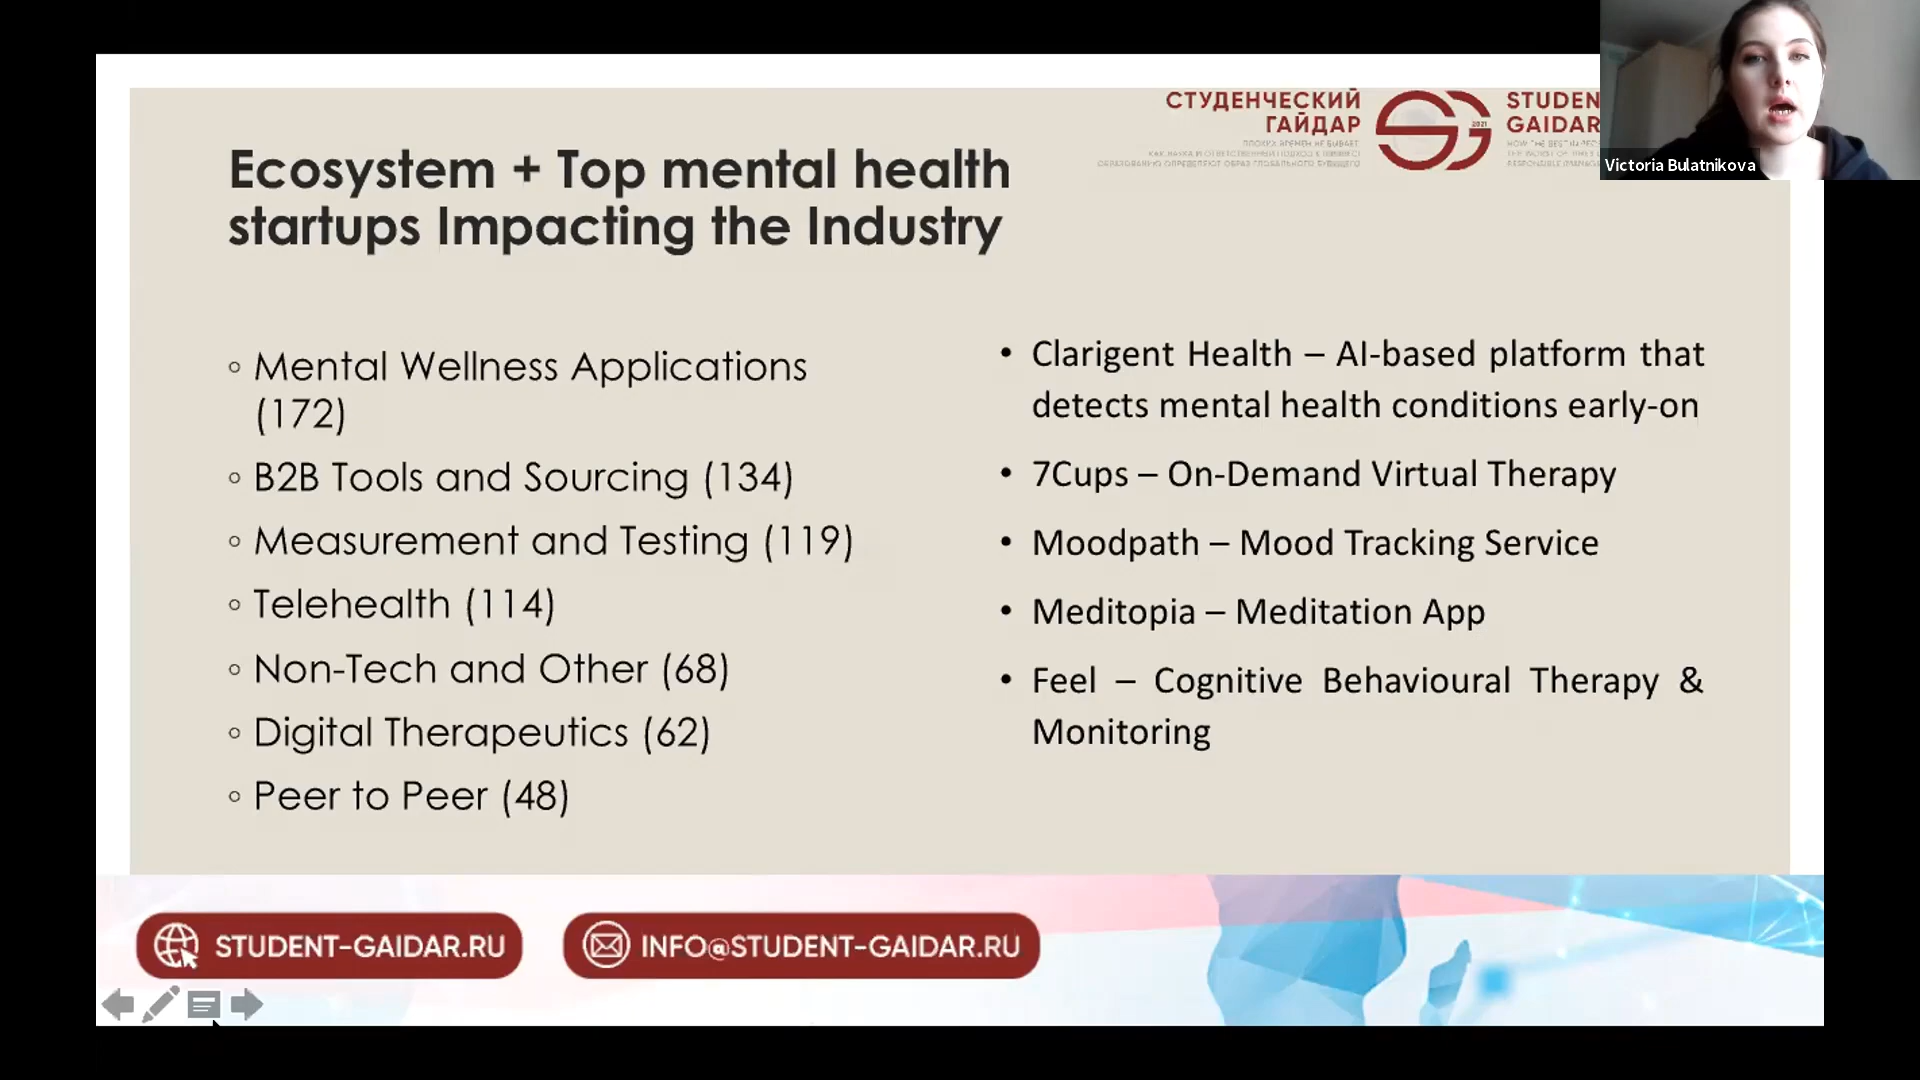 СТУДЕНЧЕСКИЙ
ГАЙДАР
SG
2021
STUDEN
GAIDAR
Victoria Bulatnikova
Ecosystem + Top mental health
startups Impacting the Industry
◦ Mental Wellness Applications
(172)
◦ B2B Tools and Sourcing (134)
◦ Measurement and Testing (119)
◦ Telehealth (114)
◦ Non-Tech and Other (68)
◦ Digital Therapeutics (62)
◦ Peer to Peer (48)
• Clarigent Health – AI-based platform that
detects mental health conditions early-on
• 7Cups – On-Demand Virtual Therapy
• Moodpath – Mood Tracking Service
• Meditopia – Meditation App
• Feel – Cognitive Behavioural Therapy &
Monitoring
STUDENT-GAIDAR.RU
INFO@STUDENT-GAIDAR.RU